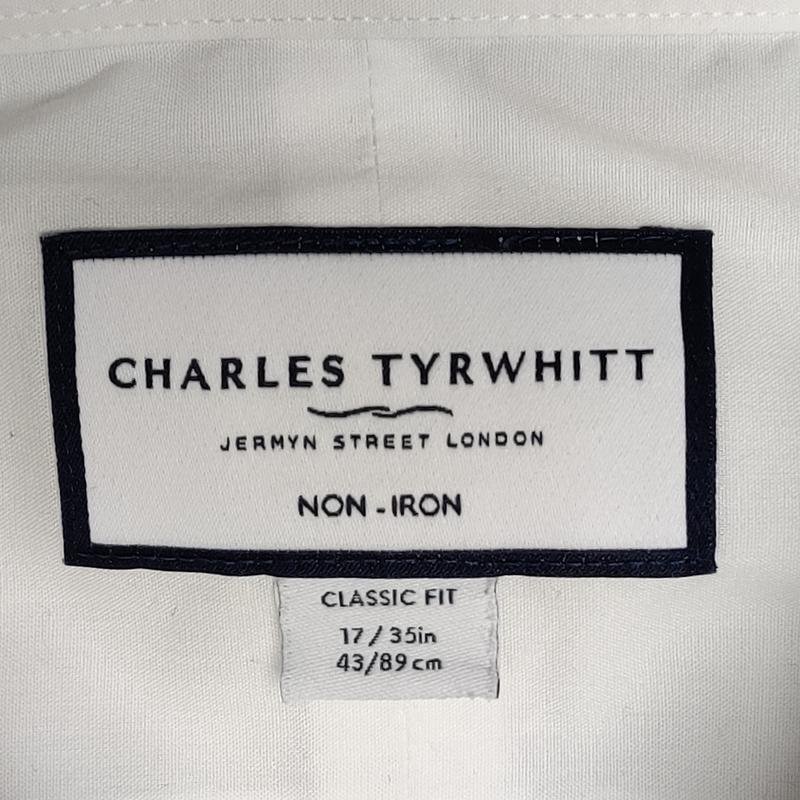 CHARLES TYRWHITT
JERMYN STREET LONDON
NON-IRON
CLASSIC FIT
17/35in
43/89cm